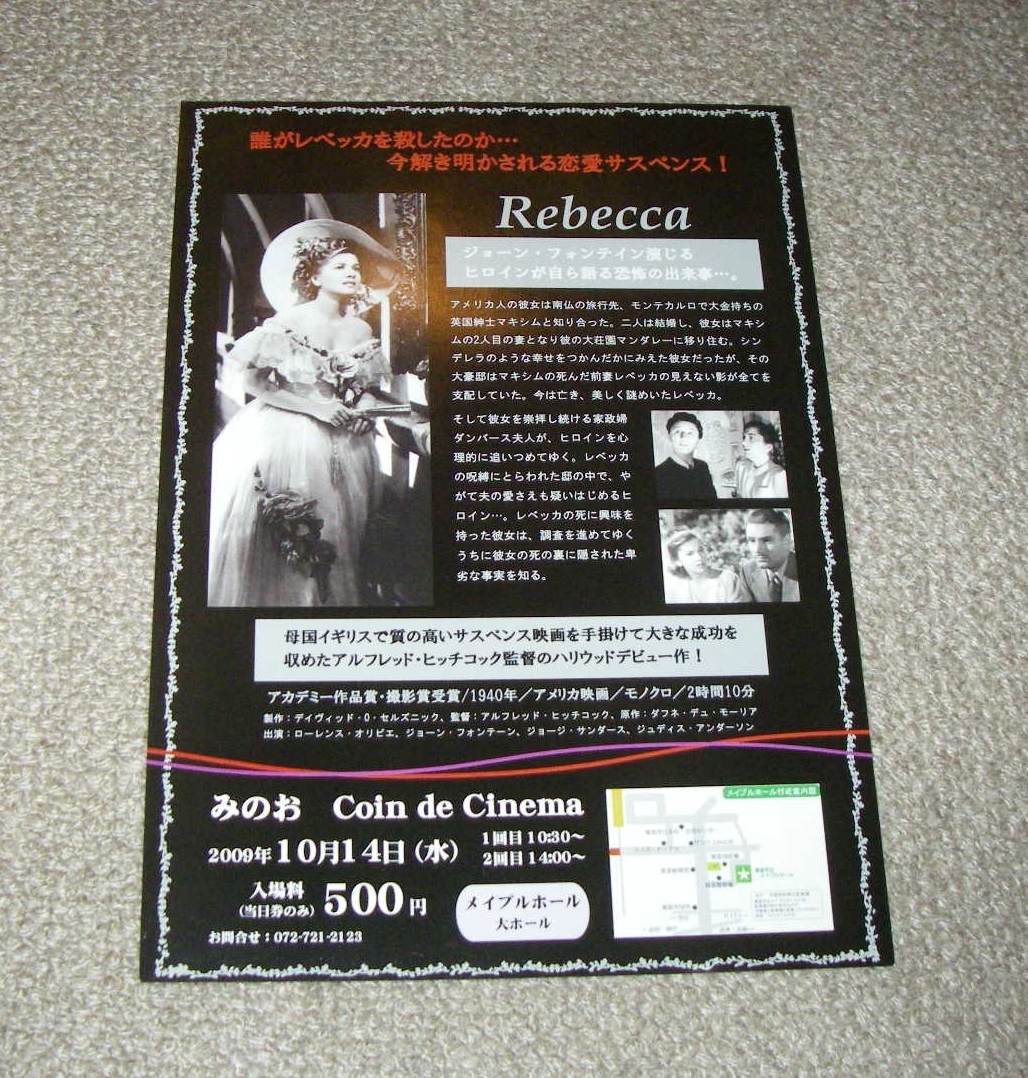 誰がレベッカを殺したのか…
今解き明かされる恋愛サスペンス！
Rebecca
ジョーン・フォンテイン演じる
ヒロインが自ら語る恐怖の出来事…。
アメリカ人の彼女は南仏の旅行先、モンテカルロで大金持ちの
英国紳士マキシムと知り合った。二人は結婚し、彼女はマキシ
ムの2人目の妻となり彼の大荘園マンダレーに移り住む。シン
デレラのような幸せをつかんだかにみえた彼女だったが、その
大豪邸はマキシムの死んだ前妻レベッカの見えない影が全てを
支配していた。今は亡き、美しく謎めいたレベッカ。
そして彼女を崇拝し続ける家政婦
ダンバース夫人が、ヒロインを心
理的に追いつめてゆく。レベッカ
の呪縛にとらわれた邸の中で、や
がて夫の愛さえも疑いはじめるヒ
ロイン…。レベッカの死に興味を
持った彼女は、調査を進めてゆく
うちに彼女の死の裏に隠された卑
劣な事実を知る。
母国イギリスで質の高いサスペンス映画を手掛けて大きな成功を
収めたアルフレッド・ヒッチコック監督のハリウッドデビュー作！
アカデミー作品賞・撮影賞受賞/1940年／アメリカ映画／モノクロ／2時間10分
製作：デイヴィッド・O・セルズニック、監督：アルフレッド・ヒッチコック、原作：ダフネ・デュ・モーリア
出演：ローレンス・オリビエ、ジョーン・フォンテーン、ジョージ・サンダース、ジュディス・アンダーソン
みのお Coin de Cinema
2009年10月14日（水）
1回目 10:30～
2回目 14:00～
入場料
（当日券のみ）
500円
メイプルホール
大ホール
お問合せ：072-721-2123
メイプルホール付近案内図